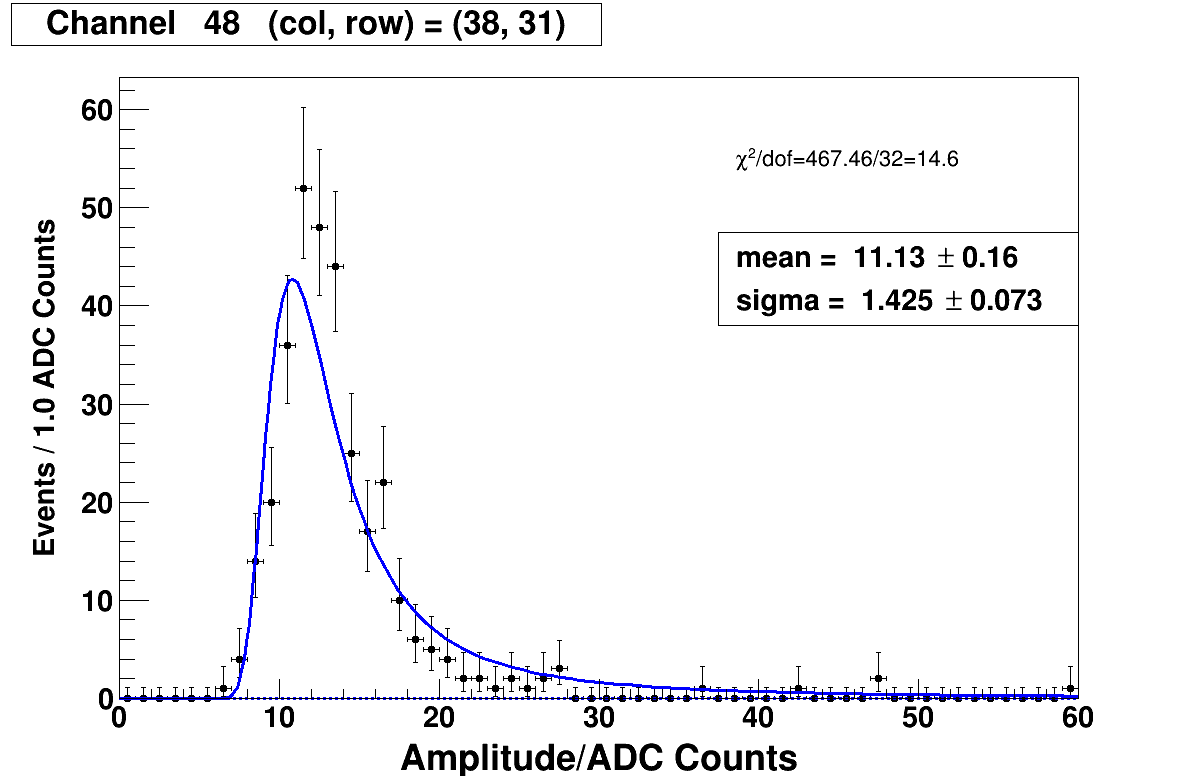 Channel 48 (col, row) = (38, 31)
χ²/dof=467.46/32=14.6
mean = 11.13 ± 0.16
sigma = 1.425 ± 0.073
Events / 1.0 ADC Counts
60
50
40
30
20
10
0
0 10 20 30 40 50 60
Amplitude/ADC Counts